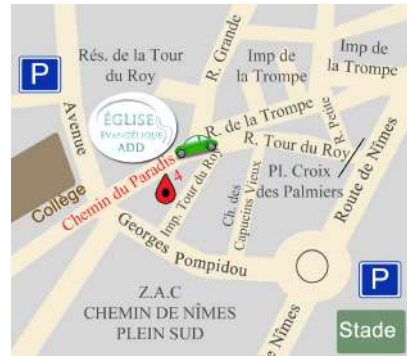 P
Rés. de la Tour
du Roy
R. Grande
Imp de
la Trompe
Imp de
la Trompe
Avenue
ÉGLISE
EVANGÉLIQUE
ADD
R. de la Trompe
R. Petite
R. Tour du Roy
Collège
Chemin du Paradis
4
Imp. Tour du Roy
Ch. des
Capucins Vieux
Pl. Croix
des Palmiers
Route de Nîmes
Georges Pompidou
Z.A.C
CHEMIN DE NÎMES
PLEIN SUD
P
Stade
de Nîmes